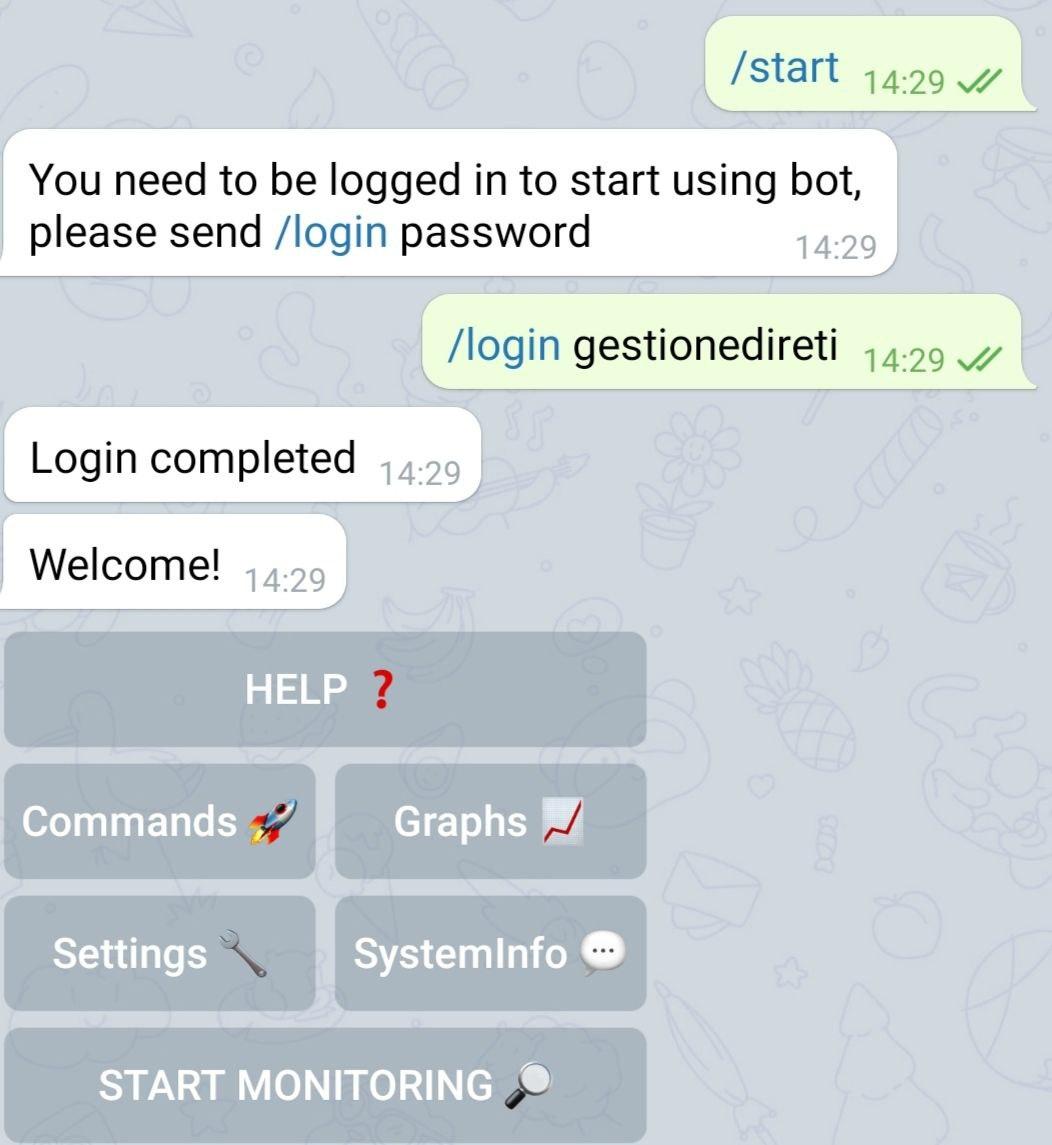 /start 14:29
You need to be logged in to start using bot,
please send /login password 14:29
/login gestionedireti 14:29
Login completed 14:29
Welcome! 14:29
HELP ❓
Commands 🚀 Graphs 📈
Settings 🔧 SystemInfo 💬
START MONITORING 🔎